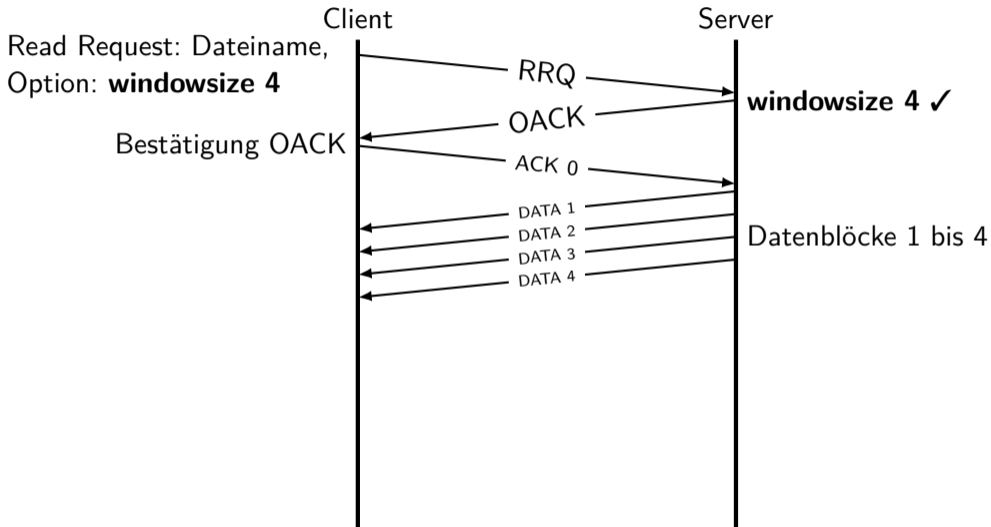 Client
Server
Read Request: Dateiname,
Option: windowsize 4
RRQ
windowsize 4 ✓
OACK
Bestätigung OACK
ACK 0
DATA 1
DATA 2
Datenblöcke 1 bis 4
DATA 3
DATA 4